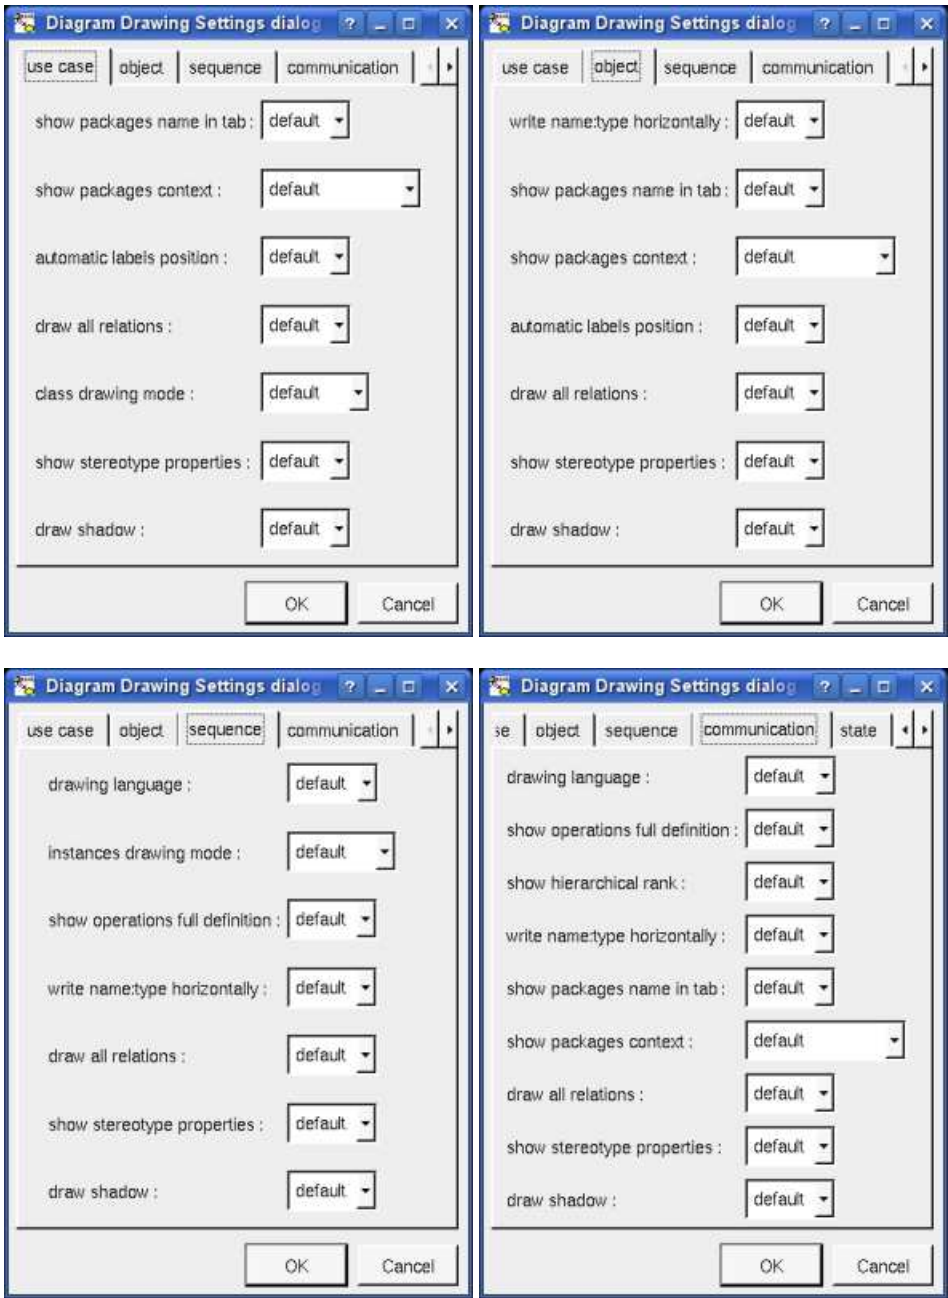 Diagram Drawing Settings dialog ?
use case object sequence communication
show packages name in tab : default
show packages context : default
automatic labels position : default
draw all relations : default
class drawing mode : default
show stereotype properties : default
draw shadow : default
OK Cancel
Diagram Drawing Settings dialog ?
use case object sequence communication
write name:type horizontally : default
show packages name in tab : default
show packages context : default
automatic labels position : default
draw all relations : default
show stereotype properties : default
draw shadow : default
OK Cancel
Diagram Drawing Settings dialog ?
use case object sequence communication
drawing language : default
instances drawing mode : default
show operations full definition : default
write name:type horizontally : default
draw all relations : default
show stereotype properties : default
draw shadow : default
OK Cancel
Diagram Drawing Settings dialog ?
se object sequence communication state
drawing language : default
show operations full definition : default
show hierarchical rank : default
write name:type horizontally : default
show packages name in tab : default
show packages context : default
draw all relations : default
show stereotype properties : default
draw shadow : default
OK Cancel